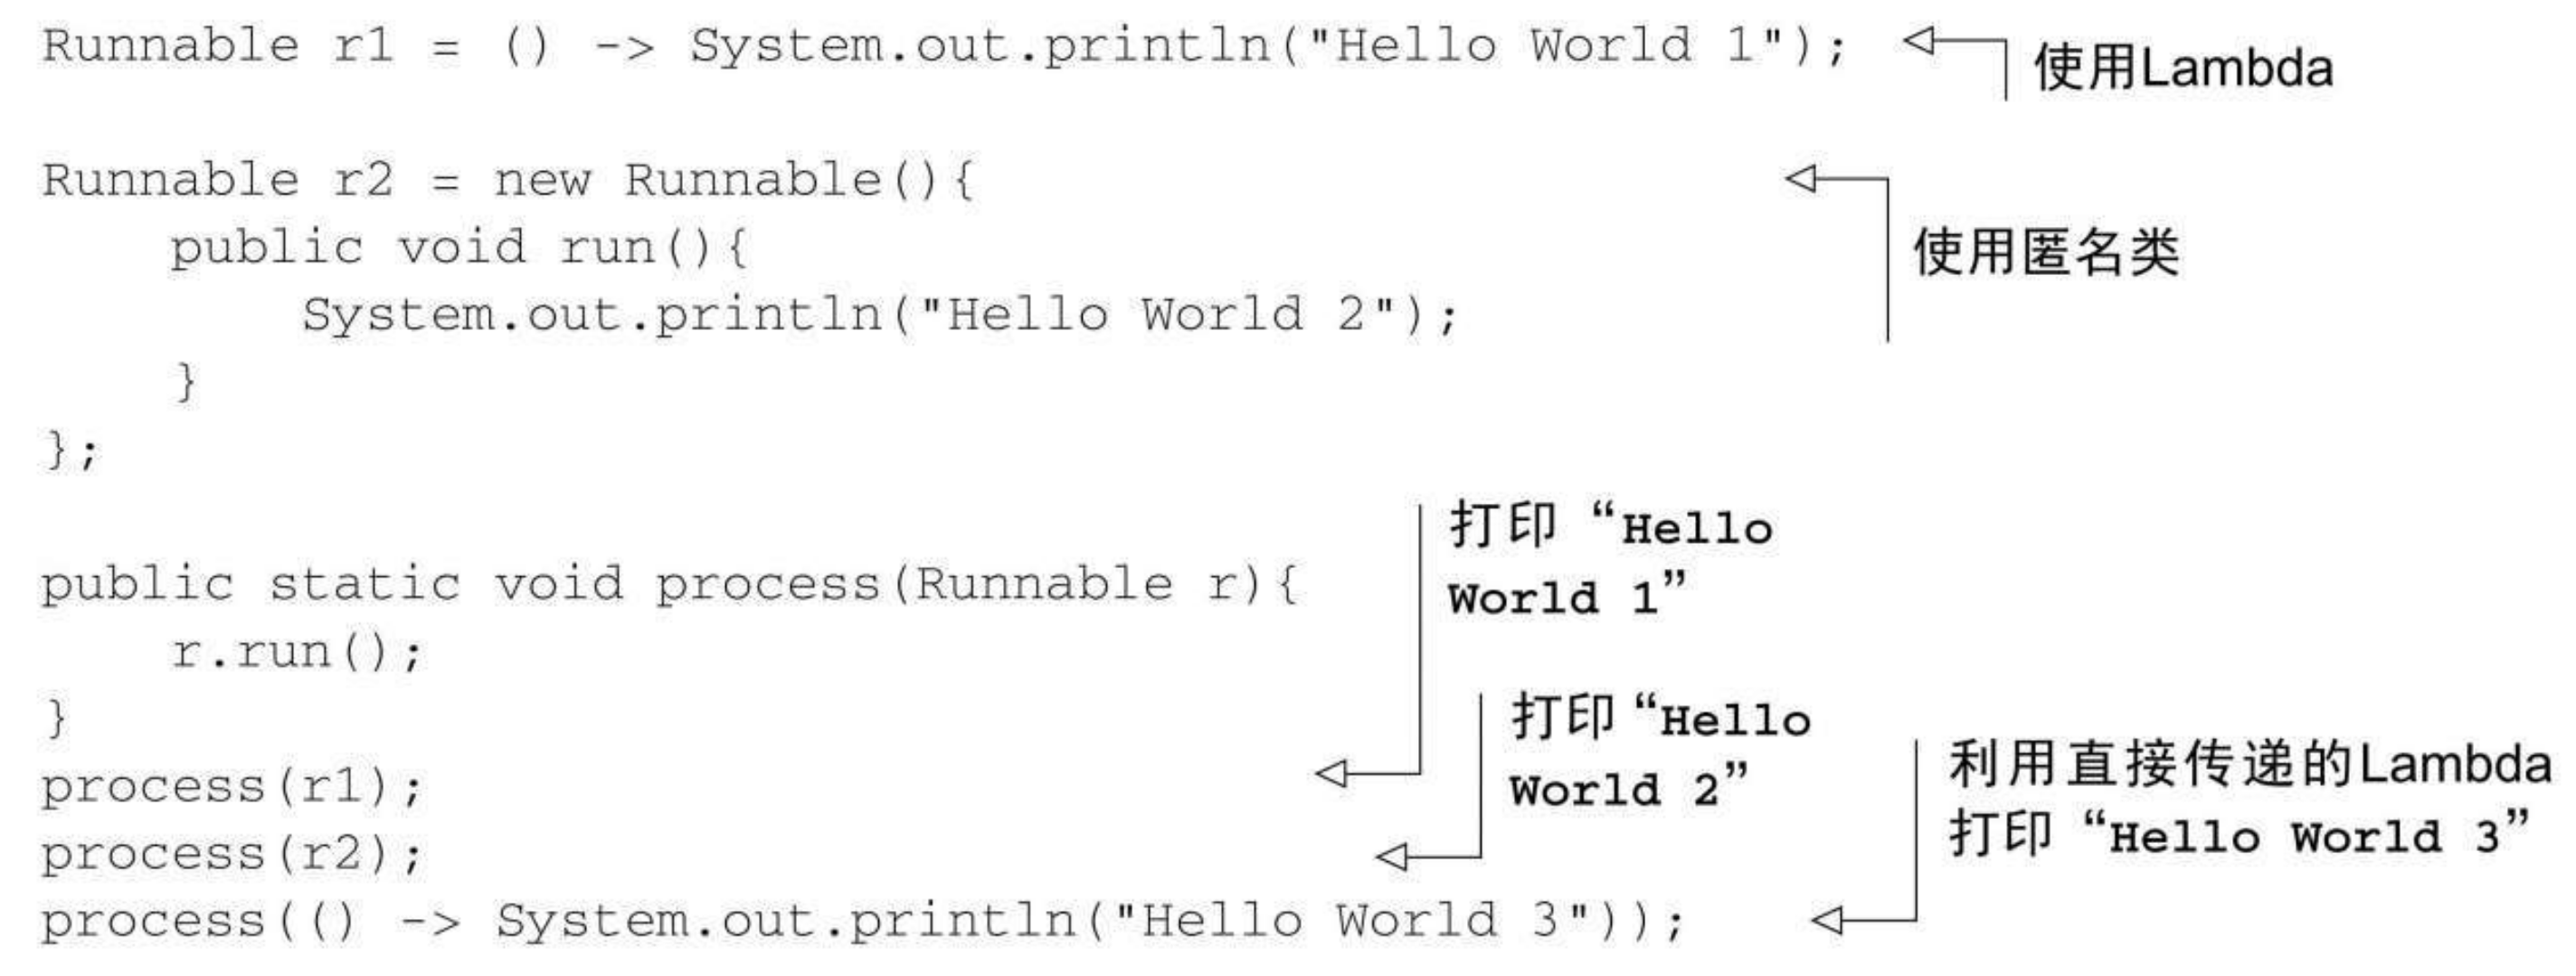 Runnable r1 = () -> System.out.println("Hello World 1");
使用Lambda
Runnable r2 = new Runnable(){
使用匿名类
    public void run(){
        System.out.println("Hello World 2");
    }
};
public static void process(Runnable r){
    r.run();
}
打印“Hello
World 1”
process(r1);
打印“Hello
World 2”
process(r2);
利用直接传递的Lambda
打印“Hello World 3”
process(() -> System.out.println("Hello World 3"));